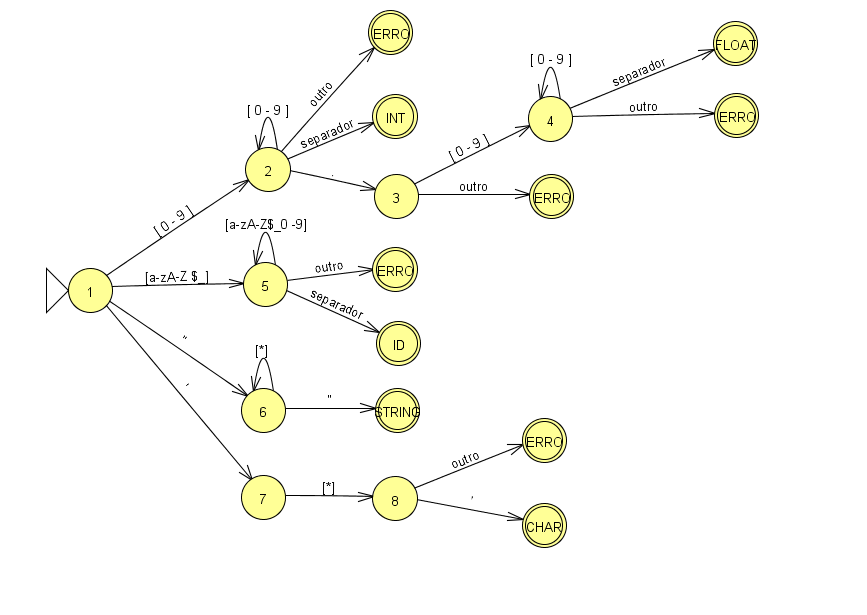 ERRO
FLOAT
[ 0 - 9 ]
separador
outro
[ 0 - 9 ]
INT
separador
4
outro
ERRO
[ 0 - 9 ]
2
.
3
outro
ERRO
[ 0 - 9 ]
[a-zA-Z$_0 -9]
outro
ERRO
[a-zA-Z $_]
5
1
separador
ID
"
[*]
6
"
STRING
'
ERRO
outro
7
[*]
8
'
CHAR